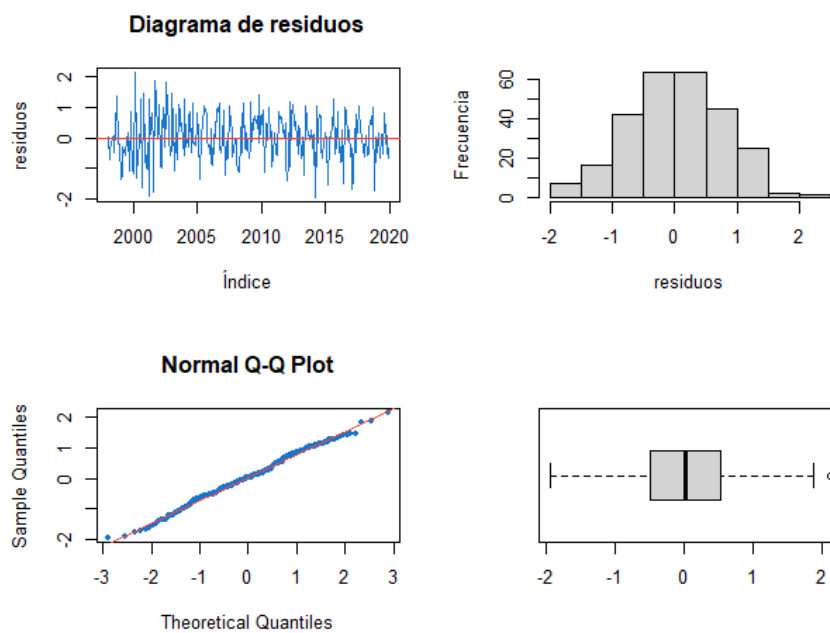 Diagrama de residuos
residuos
2
1
0
-2
2000 2005 2010 2015 2020
Índice
Frecuencia
60
40
20
0
-2 -1 0 1 2
residuos
Normal Q-Q Plot
Sample Quantiles
2
1
0
-2
-3 -2 -1 0 1 2 3
Theoretical Quantiles
-2 -1 0 1 2